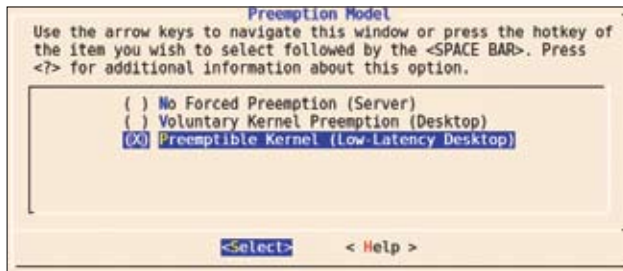 Preemption Model
Use the arrow keys to navigate this window or press the hotkey of
the item you wish to select followed by the <SPACE BAR>. Press
<?> for additional information about this option.
( ) No Forced Preemption (Server)
( ) Voluntary Kernel Preemption (Desktop)
(X) Preemptible Kernel (Low-Latency Desktop)
<Select> < Help >